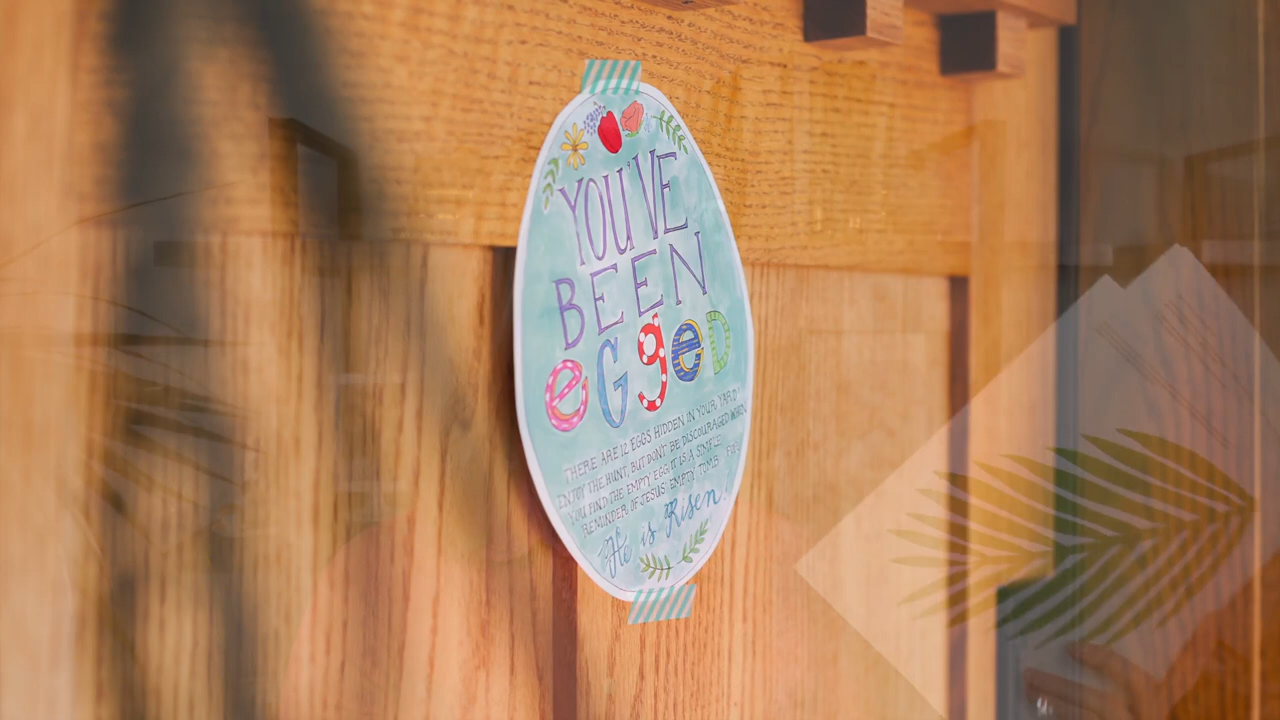 YOU'VE
BEEN
eGgeD
THERE ARE 12 EGGS HIDDEN IN YOUR YARD
ENJOY THE HUNT, BUT DON'T BE DISCOURAGED WHEN
YOU FIND THE EMPTY EGG IT IS A SIMPLE
REMINDER OF JESUS' EMPTY TOMB
He is Risen!